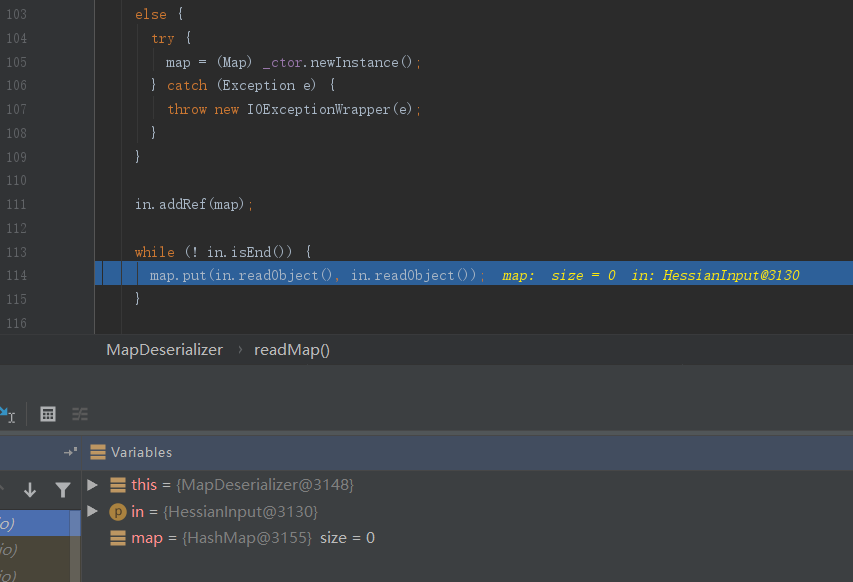 103 else {
104 try {
105 map = (Map) _ctor.newInstance();
106 } catch (Exception e) {
107 throw new IOExceptionWrapper(e);
108 }
109 }
110
111 in.addRef(map);
112
113 while (! in.isEnd()) {
114 map.put(in.readObject(), in.readObject()); map: size = 0 in: HessianInput@3130
115 }
116
MapDeserializer › readMap()
Variables
this = {MapDeserializer@3148}
in = {HessianInput@3130}
map = {HashMap@3155} size = 0
io)
io)
io)